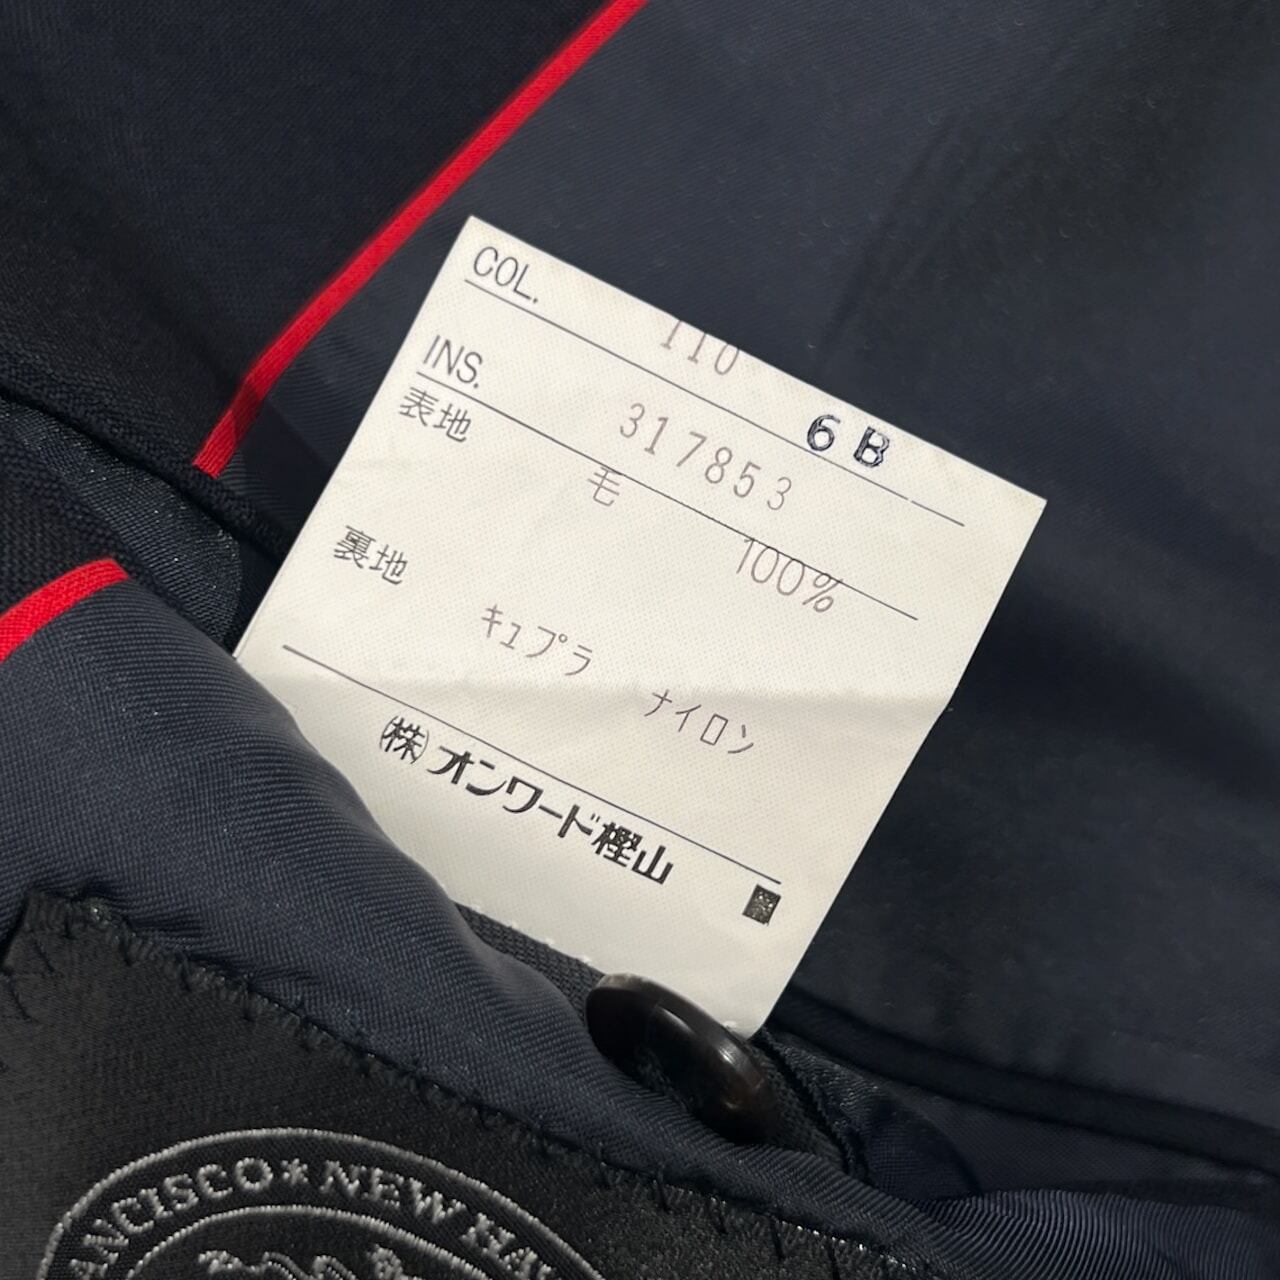 COL.
110
6B
INS.
317853
表地
毛 100%
裏地
キュプラ ナイロン
㈱オンワード樫山
ANCISCO * NEW HA